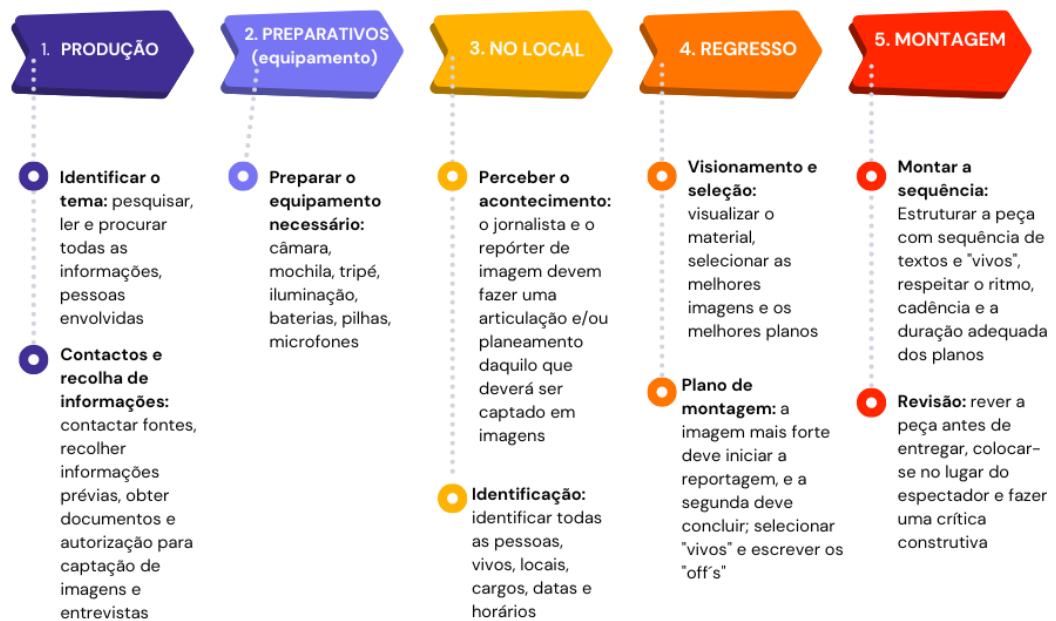 1. PRODUÇÃO
Identificar o
tema: pesquisar,
ler e procurar
todas as
informações,
pessoas
envolvidas
Contactos e
recolha de
informações:
contactar fontes,
recolher
informações
prévias, obter
documentos e
autorização para
captação de
imagens e
entrevistas
2. PREPARATIVOS
(equipamento)
Preparar o
equipamento
necessário:
câmara,
mochila, tripé,
iluminação,
baterias, pilhas,
microfones
3. NO LOCAL
Perceber o
acontecimento:
o jornalista e o
repórter de
imagem devem
fazer uma
articulação e/ou
planeamento
daquilo que
deverá ser
captado em
imagens
Identificação:
identificar todas
as pessoas,
vivos, locais,
cargos, datas e
horários
4. REGRESSO
Visionamento e
seleção:
visualizar o
material,
selecionar as
melhores
imagens e os
melhores planos
Plano de
montagem: a
imagem mais forte
deve iniciar a
reportagem, e a
segunda deve
concluir; selecionar
"vivos" e escrever os
"off´s"
5. MONTAGEM
Montar a
sequência:
Estruturar a peça
com sequência de
textos e "vivos",
respeitar o ritmo,
cadência e a
duração adequada
dos planos
Revisão: rever a
peça antes de
entregar, colocar-
se no lugar do
espectador e fazer
uma crítica
construtiva